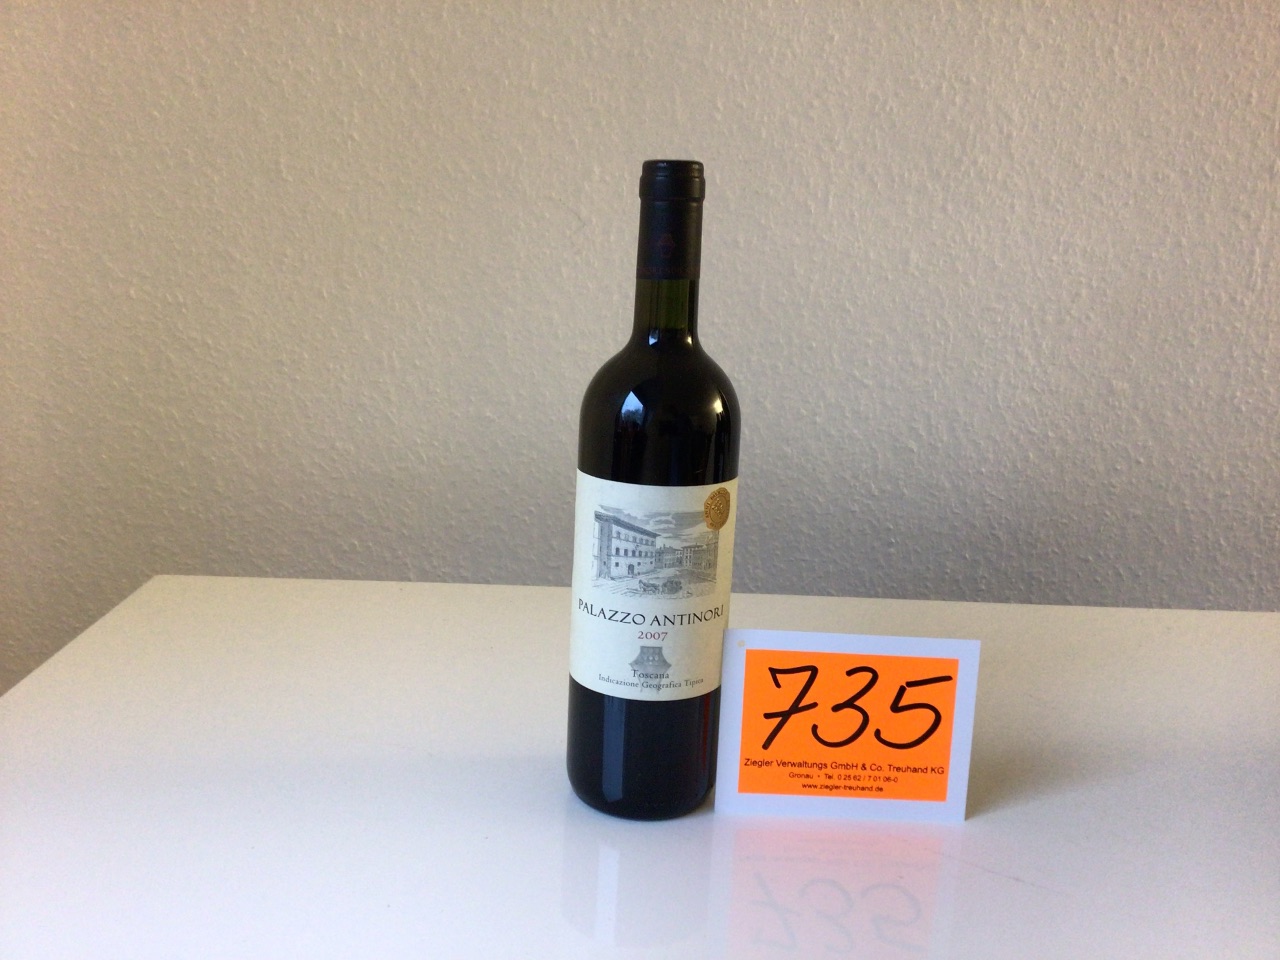 PALAZZO ANTINORI
2007
Toscana
Indicazione Geografica Tipica
735
Ziegler Verwaltungs GmbH & Co. Treuhand KG
Gronau • Tel. 0 25 62 / 7 01 06-0
www.ziegler-treuhand.de